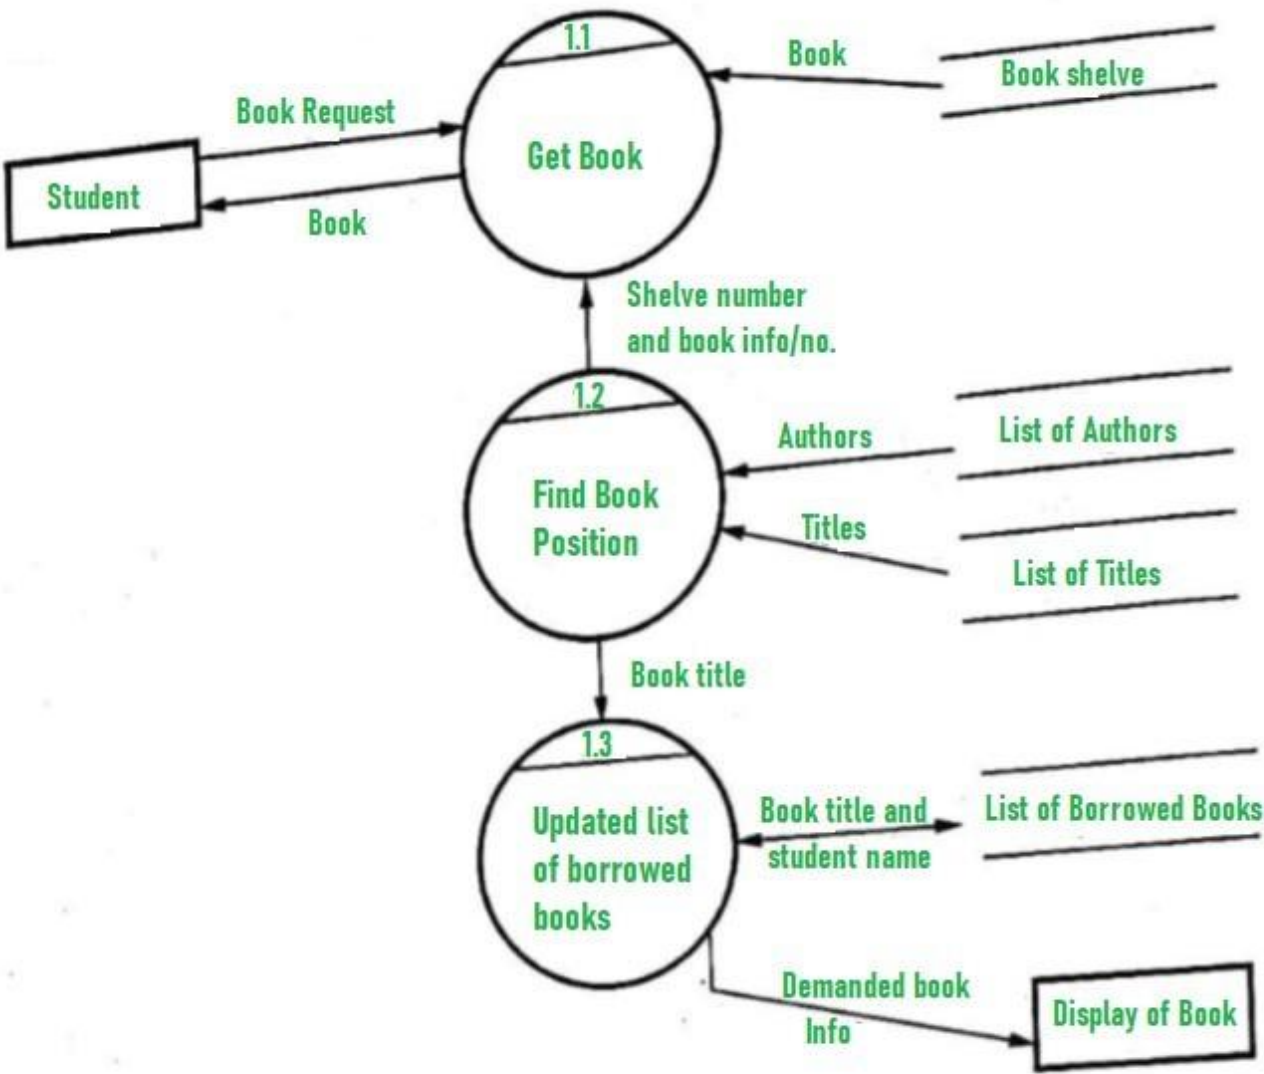 1.1
Book
Book shelve
Book Request
Get Book
Student
Book
Shelve number
and book info/no.
1.2
Authors
List of Authors
Find Book
Position
Titles
List of Titles
Book title
1.3
Book title and
student name
List of Borrowed Books
Updated list
of borrowed
books
Demanded book
Info
Display of Book